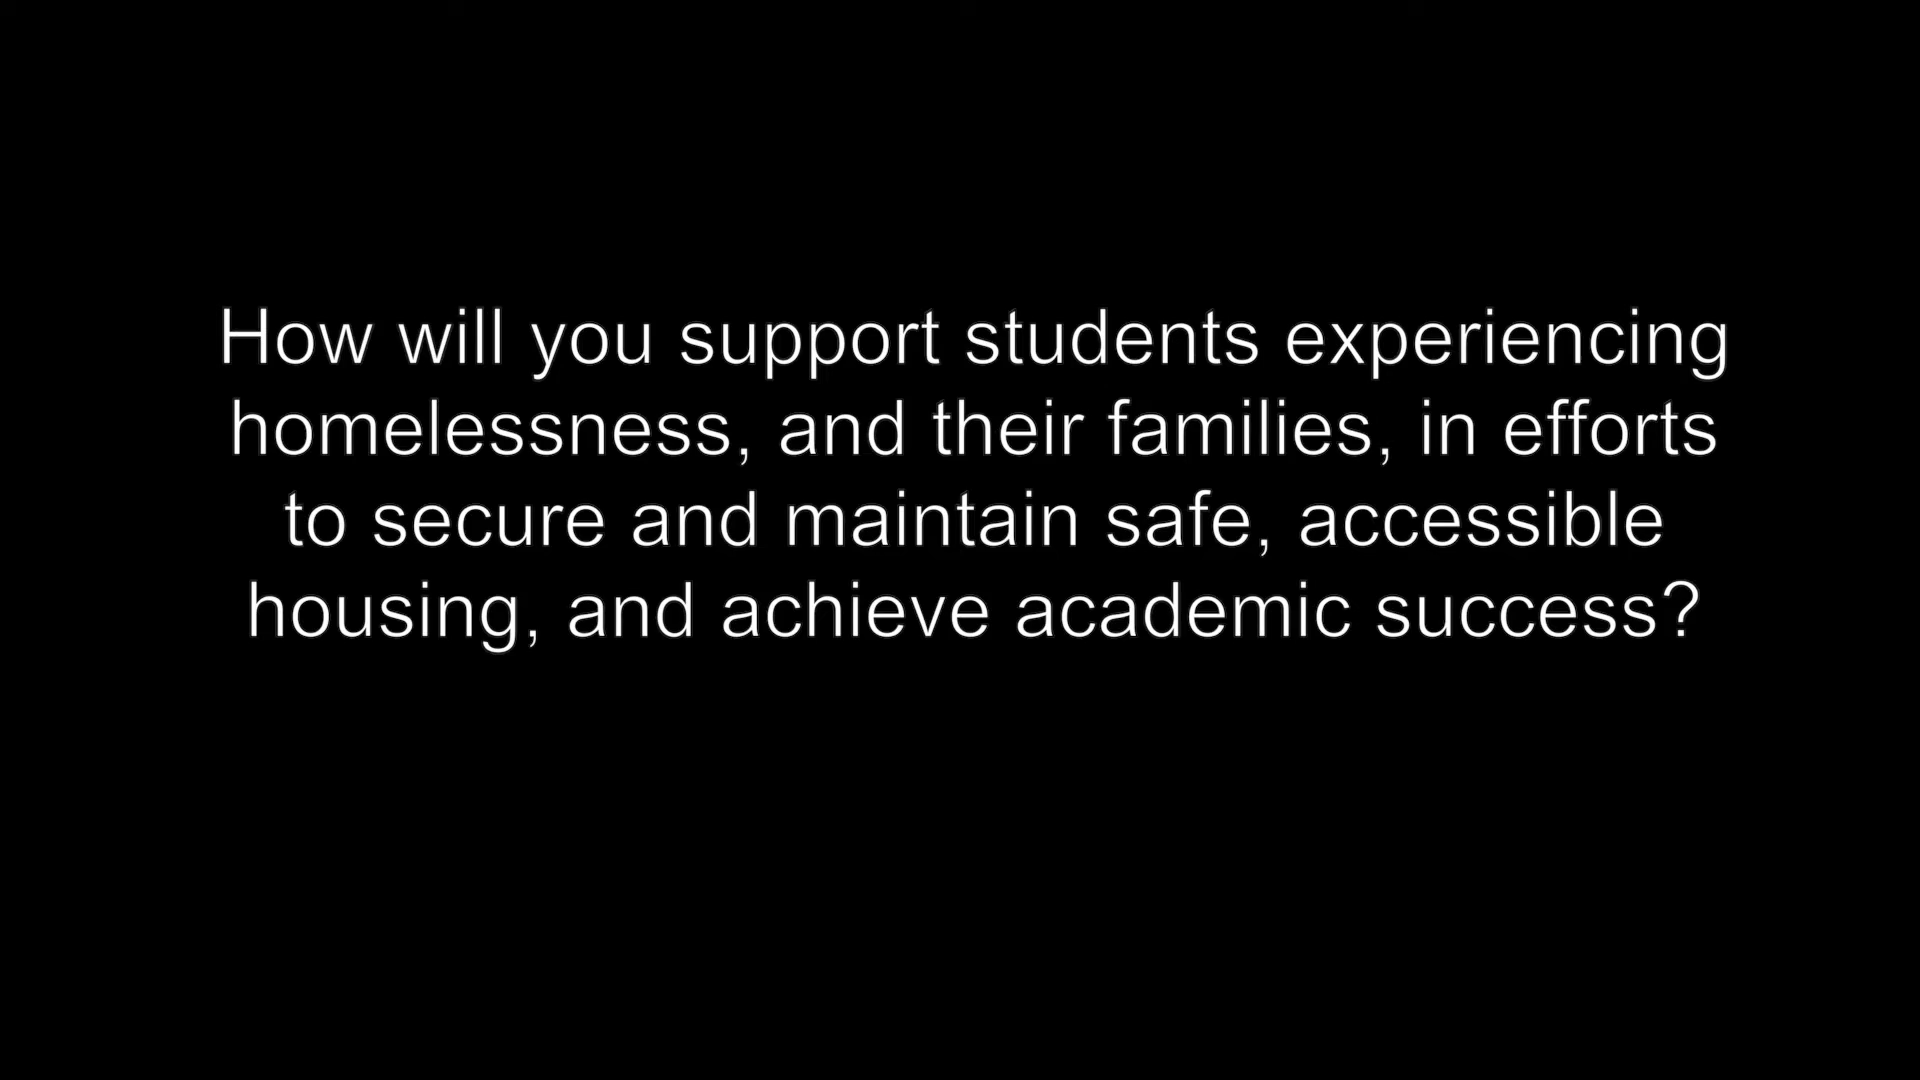 How will you support students experiencing
homelessness, and their families, in efforts
to secure and maintain safe, accessible
housing, and achieve academic success?